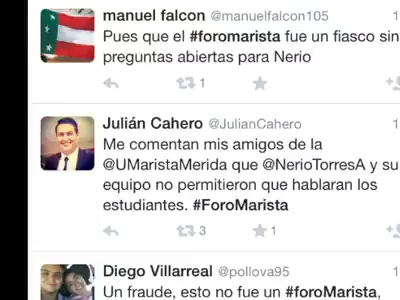 manuel falcon @manuelfalcon105
Pues que el #foromarista fue un fiasco sin
preguntas abiertas para Nerio
1
Julián Cahero @JulianCahero
Me comentan mis amigos de la
@UMaristaMerida que @NerioTorresA y su
equipo no permitieron que hablaran los
estudiantes. #ForoMarista
3 1
Diego Villarreal @pollova95
Un fraude, esto no fue un #foroMarista,